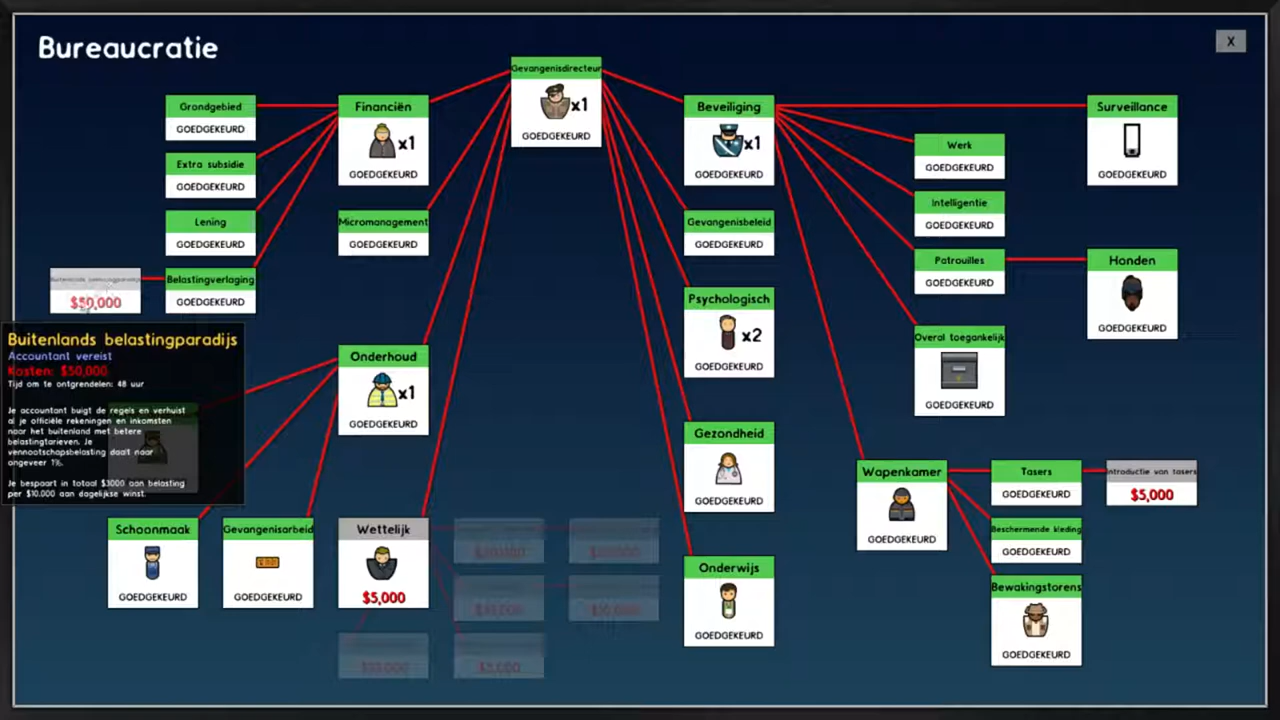 Bureaucratie
X
Gevangenisdirecteur
x1
GOEDGEKEURD
Grondgebied
GOEDGEKEURD
Financiën
x1
GOEDGEKEURD
Beveiliging
x1
GOEDGEKEURD
Surveillance
GOEDGEKEURD
Werk
GOEDGEKEURD
Extra subsidie
GOEDGEKEURD
Intelligentie
GOEDGEKEURD
Lening
GOEDGEKEURD
Micromanagement
GOEDGEKEURD
Gevangenisbeleid
GOEDGEKEURD
Patrouilles
GOEDGEKEURD
Honden
GOEDGEKEURD
$50,000
Belastingverlaging
GOEDGEKEURD
Psychologisch
x2
GOEDGEKEURD
Overal toegankelijk
GOEDGEKEURD
Buitenlands belastingparadijs
Accountant vereist
Kosten: $50,000
Tijd om te ontgrendelen: 48 uur
Je accountant buigt de regels en verhuist
al je officiële rekeningen en inkomsten
naar het buitenland met betere
belastingtarieven. Je
vennootschapsbelasting daalt naar
ongeveer 1%.
Je bespaart in totaal $3000 aan belasting
per $10.000 aan dagelijkse winst.
Onderhoud
x1
GOEDGEKEURD
Gezondheid
GOEDGEKEURD
Wapenkamer
GOEDGEKEURD
Tasers
GOEDGEKEURD
Introductie van tasers
$5,000
Schoonmaak
GOEDGEKEURD
Gevangenisarbeid
GOEDGEKEURD
Wettelijk
$5,000
Beschermende kleding
GOEDGEKEURD
Onderwijs
GOEDGEKEURD
Bewakingstorens
GOEDGEKEURD